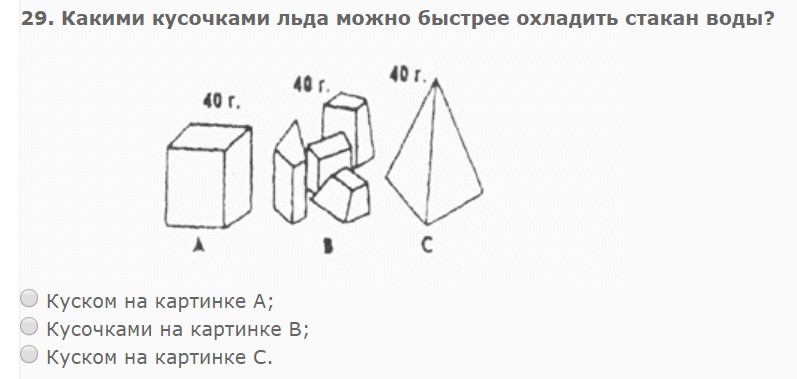 29. Какими кусочками льда можно быстрее охладить стакан воды?
40 г. 40 г. 40 г.
A B C
Куском на картинке А;
Кусочками на картинке В;
Куском на картинке С.